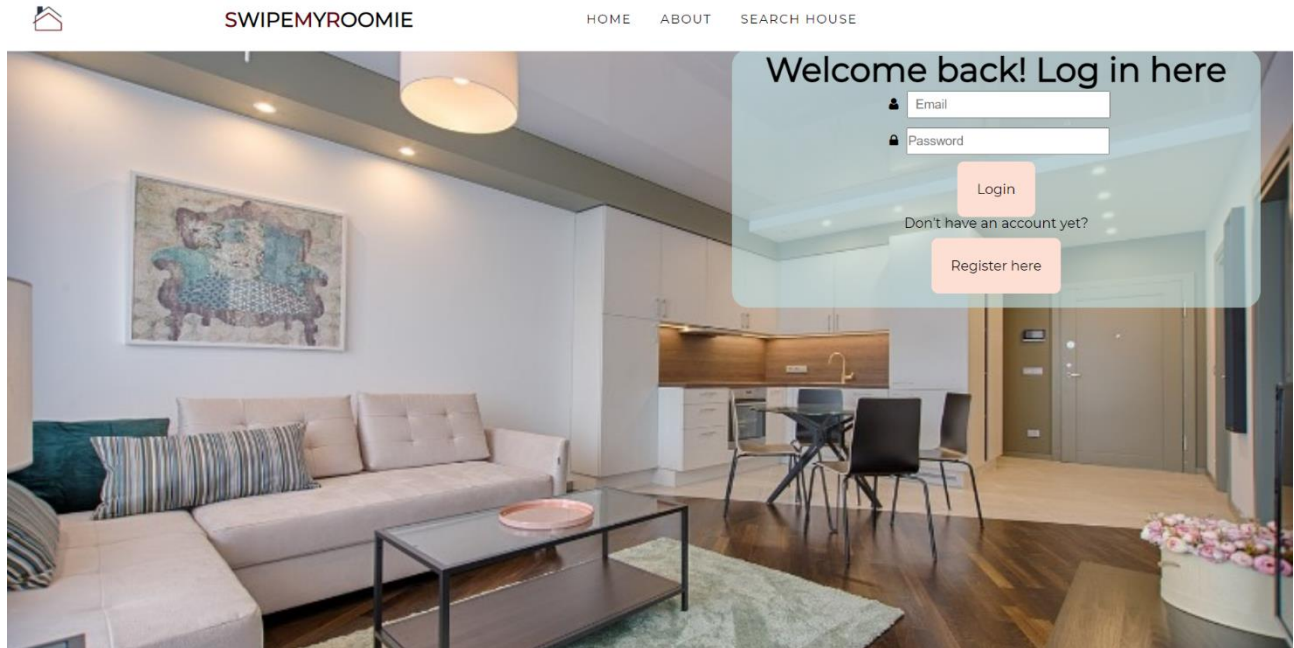 SWIPEMYROOMIE
HOME ABOUT SEARCH HOUSE
Welcome back! Log in here
Email
Password
Login
Don't have an account yet?
Register here